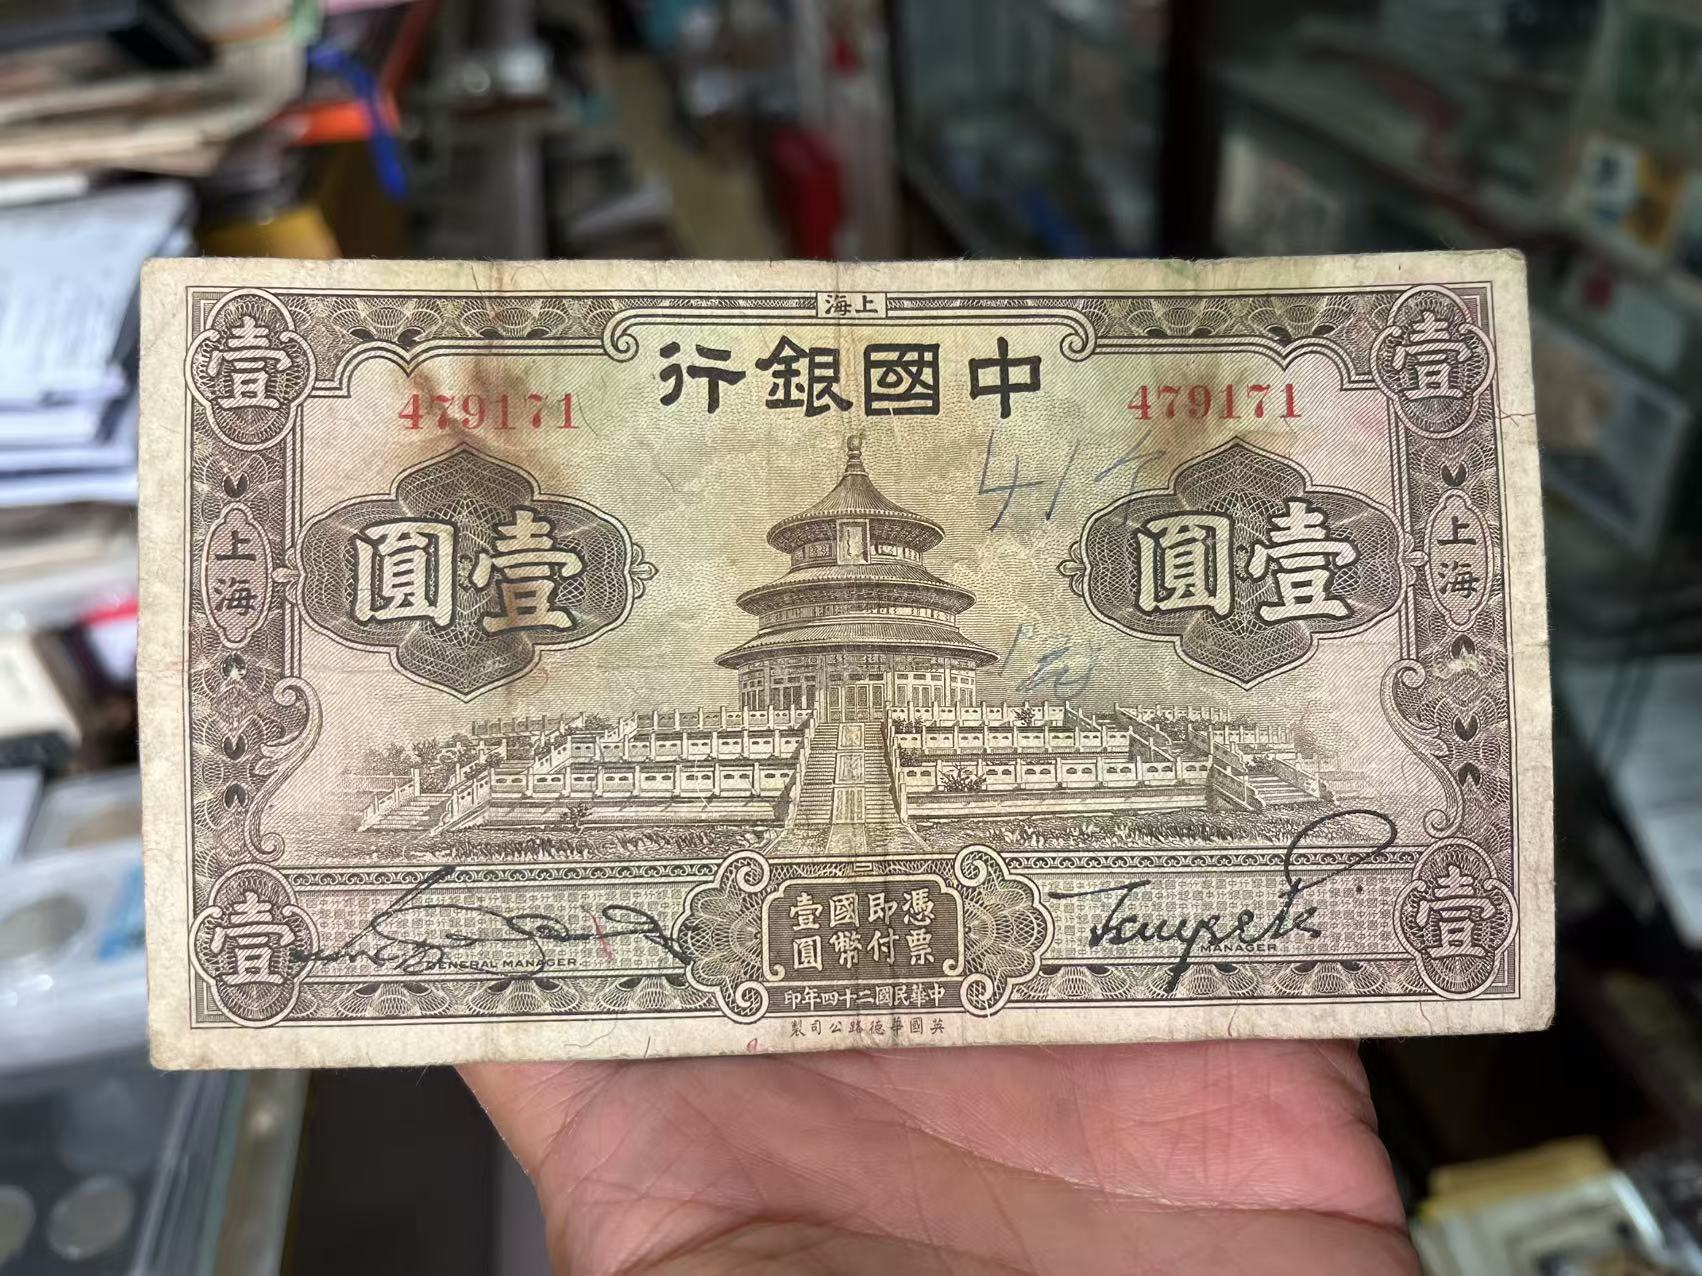 上海
中國銀行
壹
壹
479171
479171
壹圓
壹圓
上海
上海
憑票
即付
國幣
壹圓
GENERAL MANAGER
MANAGER
壹
壹
中華民國二十四年印
英國華德路公司製